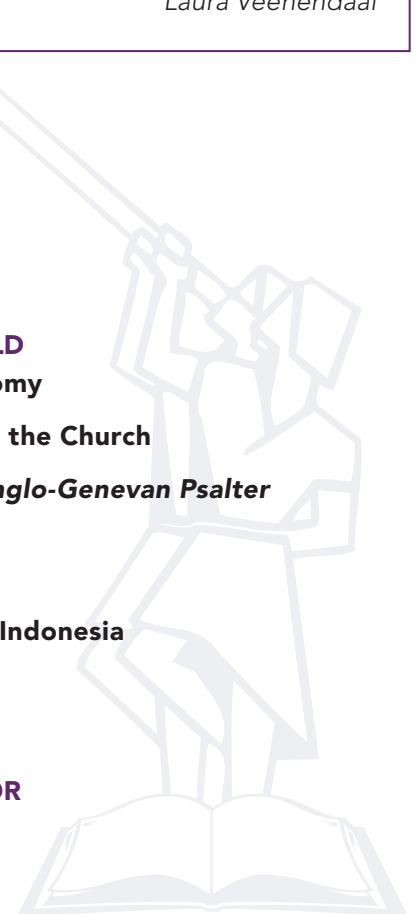 Laura Veenendaal
LD
omy
the Church
nglo-Genevan Psalter
Indonesia
OR